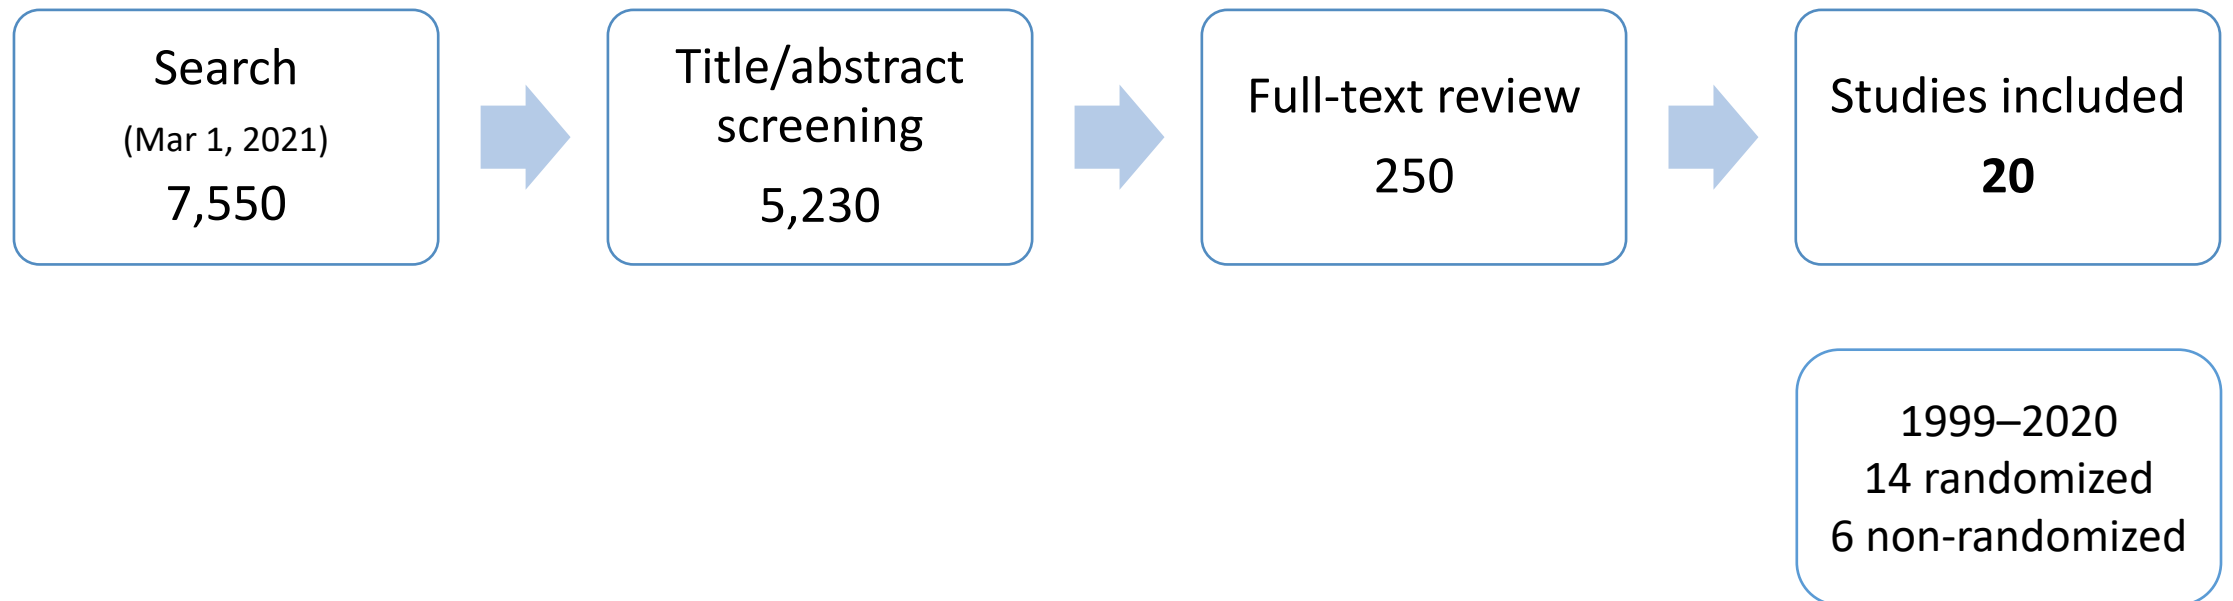 Search
(Mar 1, 2021)
7,550
Title/abstract
screening
5,230
Full-text review
250
Studies included
20
1999–2020
14 randomized
6 non-randomized